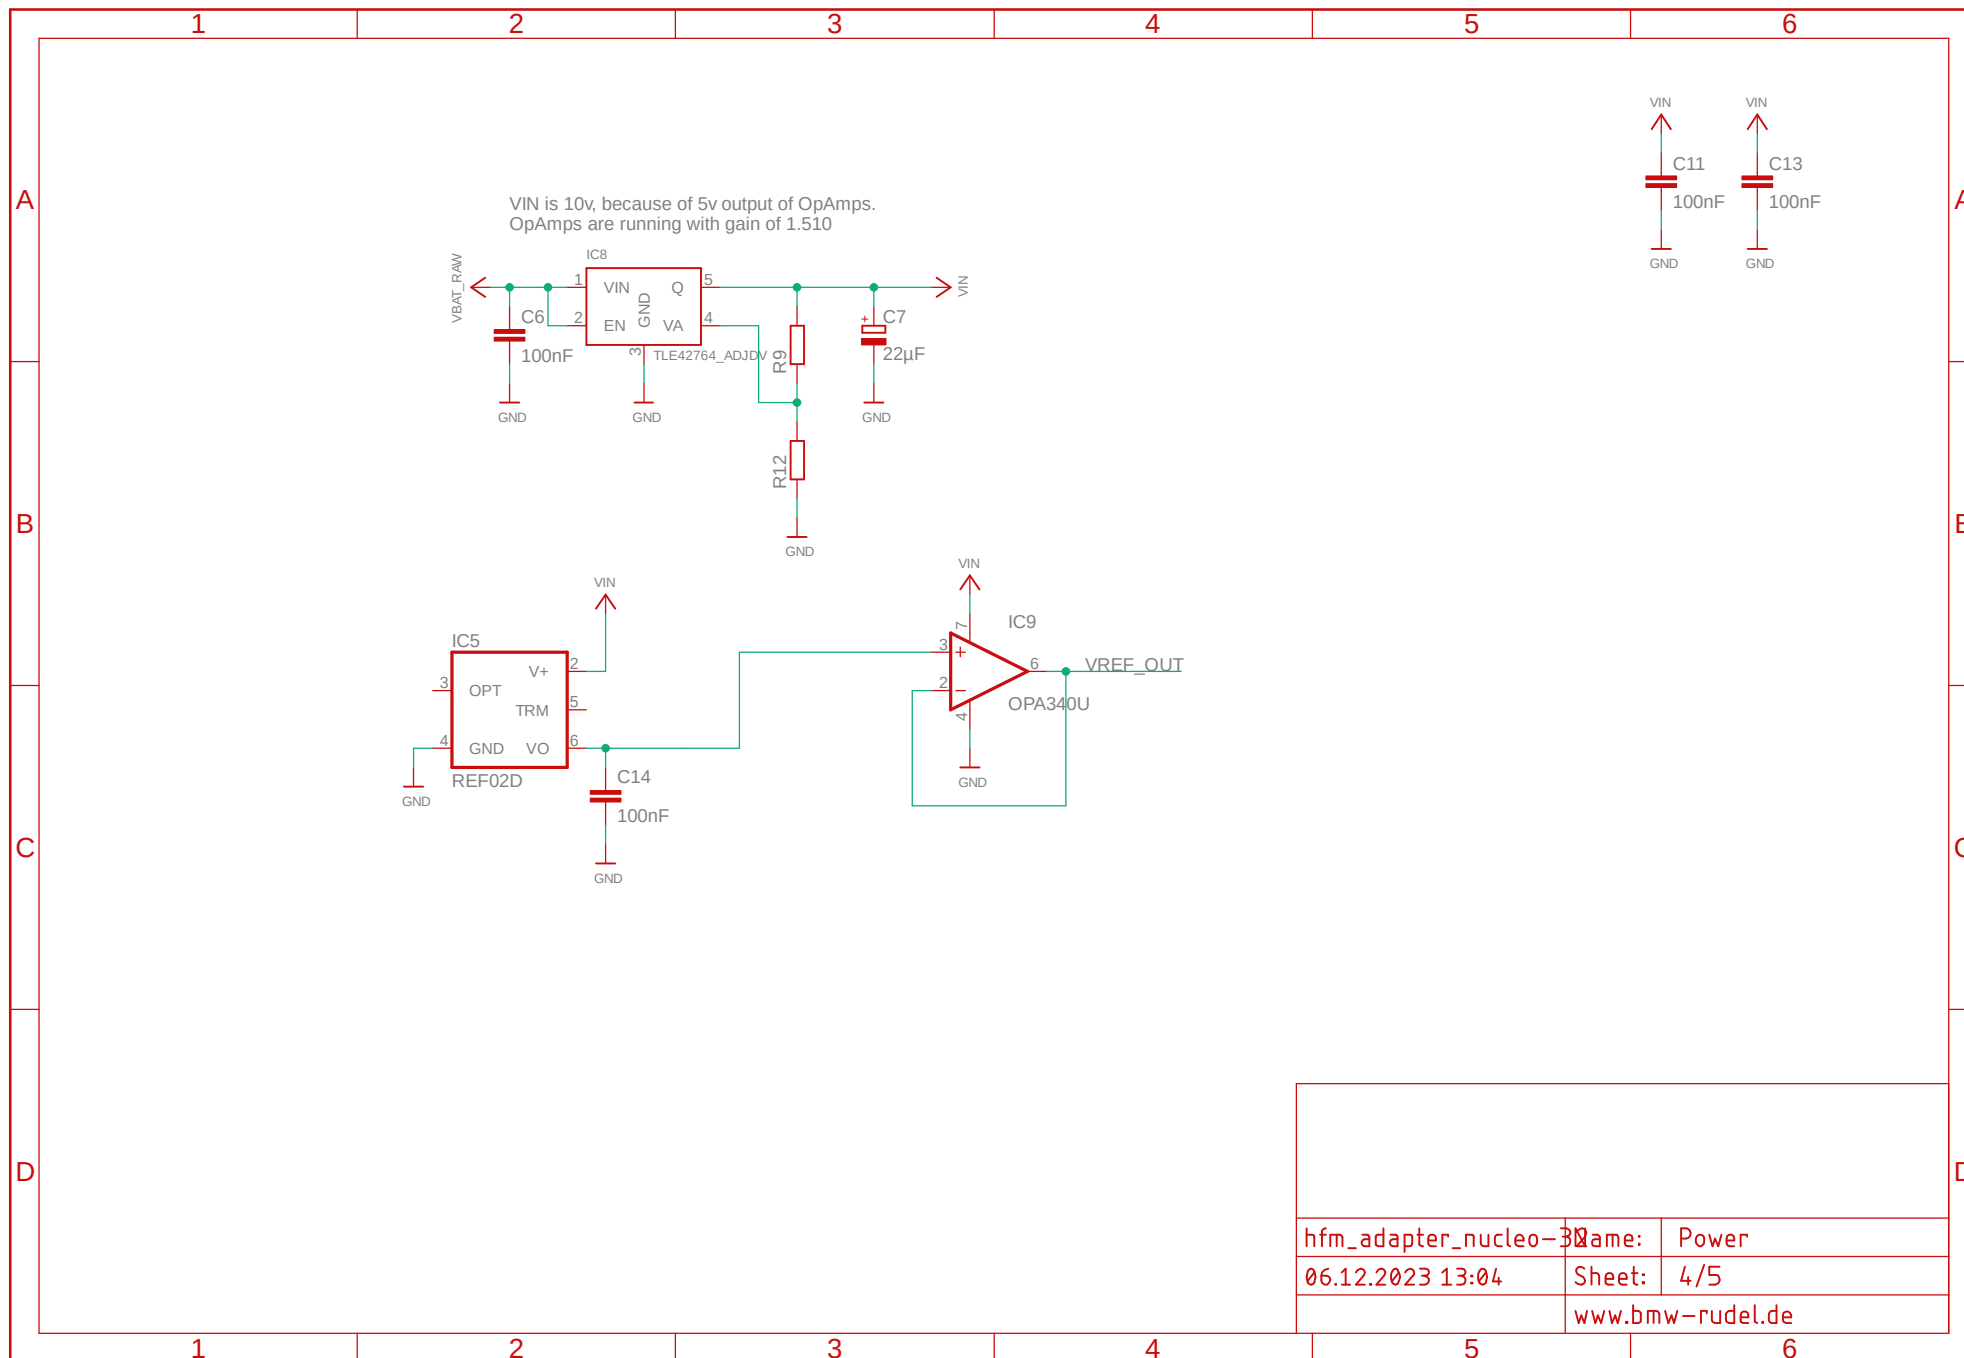 1 2 3 4 5 6
A
VIN VIN
C11 C13
100nF 100nF
GND GND
VIN is 10v, because of 5v output of OpAmps.
OpAmps are running with gain of 1.510
IC8
VBAT_RAW
1 VIN Q 5
VIN
2 EN GND VA 4
3
TLE42764_ADJDV
C6
100nF
R9
+
C7
22µF
GND
GND
GND
R12
GND
B
VIN
IC5
V+ 2
3 OPT
TRM 5
4 GND VO 6
REF02D
GND
C14
100nF
GND
VIN
IC9
7
3 +
6 VREF_OUT
2 −
OPA340U
4
GND
C
D
hfm_adapter_nucleo-32 Name: Power
06.12.2023 13:04 Sheet: 4/5
www.bmw-rudel.de
1 2 3 4 5 6